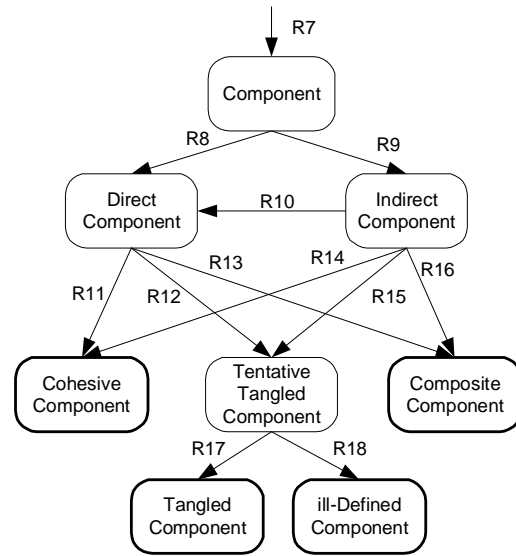 R7
Component
R8
R9
Direct
Component
R10
Indirect
Component
R11
R12
R13
R14
R15
R16
Cohesive
Component
Tentative
Tangled
Component
Composite
Component
R17
R18
Tangled
Component
ill-Defined
Component